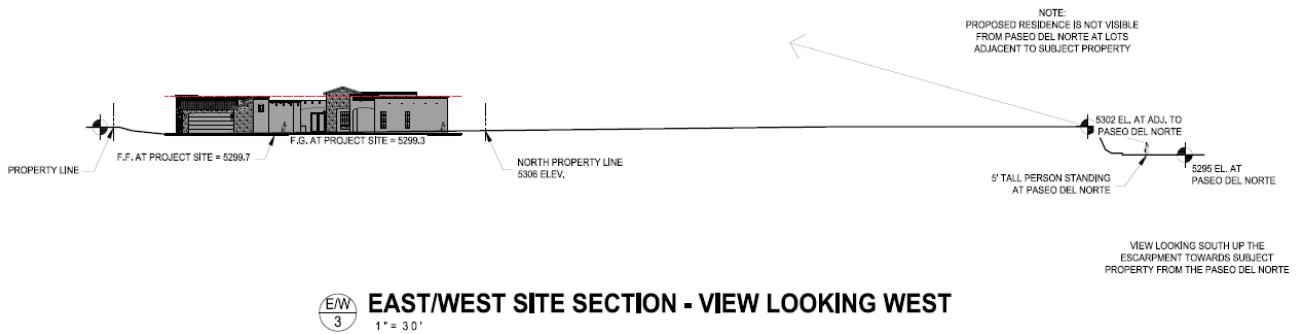 NOTE:
PROPOSED RESIDENCE IS NOT VISIBLE
FROM PASEO DEL NORTE AT LOTS
ADJACENT TO SUBJECT PROPERTY
PROPERTY LINE
F.F. AT PROJECT SITE = 5299.7
F.G. AT PROJECT SITE = 5299.3
NORTH PROPERTY LINE
5306 ELEV.
5302 EL. AT ADJ. TO
PASEO DEL NORTE
5' TALL PERSON STANDING
AT PASEO DEL NORTE
5295 EL. AT
PASEO DEL NORTE
VIEW LOOKING SOUTH UP THE
ESCARPMENT TOWARDS SUBJECT
PROPERTY FROM THE PASEO DEL NORTE
E/W
3
EAST/WEST SITE SECTION - VIEW LOOKING WEST
1" = 30'